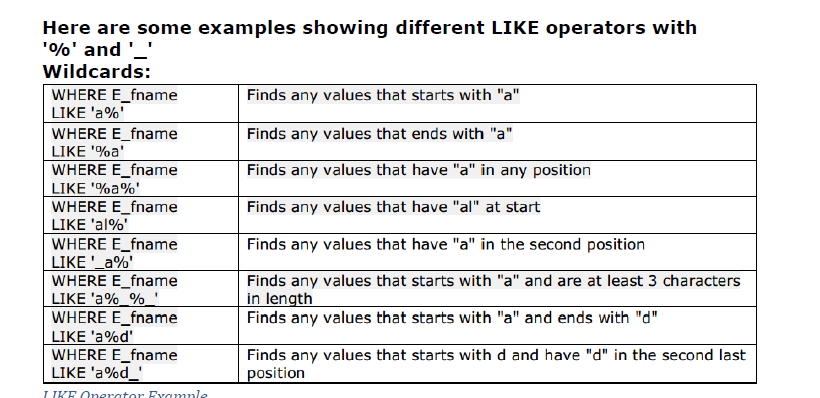 Here are some examples showing different LIKE operators with
'%' and '_'
Wildcards:
WHERE E_fname
LIKE 'a%'
Finds any values that starts with "a"
WHERE E_fname
LIKE '%a'
Finds any values that ends with "a"
WHERE E_fname
LIKE '%a%'
Finds any values that have "a" in any position
WHERE E_fname
LIKE 'al%'
Finds any values that have "al" at start
WHERE E_fname
LIKE '_a%'
Finds any values that have "a" in the second position
WHERE E_fname
LIKE 'a%_%_'
Finds any values that starts with "a" and are at least 3 characters
in length
WHERE E_fname
LIKE 'a%d'
Finds any values that starts with "a" and ends with "d"
WHERE E_fname
LIKE 'a%d_'
Finds any values that starts with d and have "d" in the second last
position
LIKE Operator Example